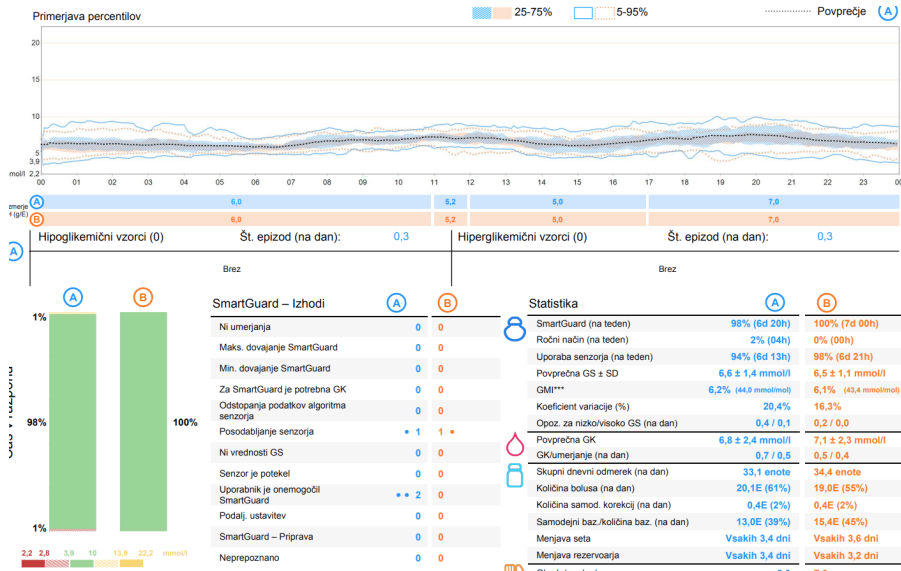 Primerjava percentilov
25-75%
5-95%
Povprečje
A
20
15
10
5
3,9
mol/l 2,2
00 01 02 03 04 05 06 07 08 09 10 11 12 13 14 15 16 17 18 19 20 21 22 23 00
A 6,0 5,2 5,0 7,0
(g/E)
B 6,0 5,2 5,0 7,0
A
Hipoglikemični vzorci (0) Št. epizod (na dan): 0,3
Hiperglikemični vzorci (0) Št. epizod (na dan): 0,3
Brez
Brez
A B
1%
98%
100%
1%
2,2 2,8 3,9 10 13,9 22,2 mmol/l
SmartGuard – Izhodi A B
Ni umerjanja 0 0
Maks. dovajanje SmartGuard 0 0
Min. dovajanje SmartGuard 0 0
Za SmartGuard je potrebna GK 0 0
Odstopanja podatkov algoritma
senzorja 0 0
Posodabljanje senzorja • 1 1 •
Ni vrednosti GS 0 0
Senzor je potekel 0 0
Uporabnik je onemogočil
SmartGuard •• 2 0
Podalj. ustavitev 0 0
SmartGuard – Priprava 0 0
Neprepoznano 0 0
Statistika A B
SmartGuard (na teden) 98% (6d 20h) 100% (7d 00h)
Ročni način (na teden) 2% (04h) 0% (00h)
Uporaba senzorja (na teden) 94% (6d 13h) 98% (6d 21h)
Povprečna GS ± SD 6,6 ± 1,4 mmol/l 6,5 ± 1,1 mmol/l
GMI*** 6,2% (44,0 mmol/mol) 6,1% (43,4 mmol/mol)
Koeficient variacije (%) 20,4% 16,3%
Opoz. za nizko/visoko GS (na dan) 0,4 / 0,1 0,2 / 0,0
Povprečna GK 6,8 ± 2,4 mmol/l 7,1 ± 2,3 mmol/l
GK/umerjanje (na dan) 0,7 / 0,5 0,5 / 0,4
Skupni dnevni odmerek (na dan) 33,1 enote 34,4 enote
Količina bolusa (na dan) 20,1E (61%) 19,0E (55%)
Količina samod. korekcij (na dan) 0,4E (2%) 0,4E (2%)
Samodejni baz./količina baz. (na dan) 13,0E (39%) 15,4E (45%)
Menjava seta Vsakih 3,4 dni Vsakih 3,6 dni
Menjava rezervoarja Vsakih 3,4 dni Vsakih 3,2 dni